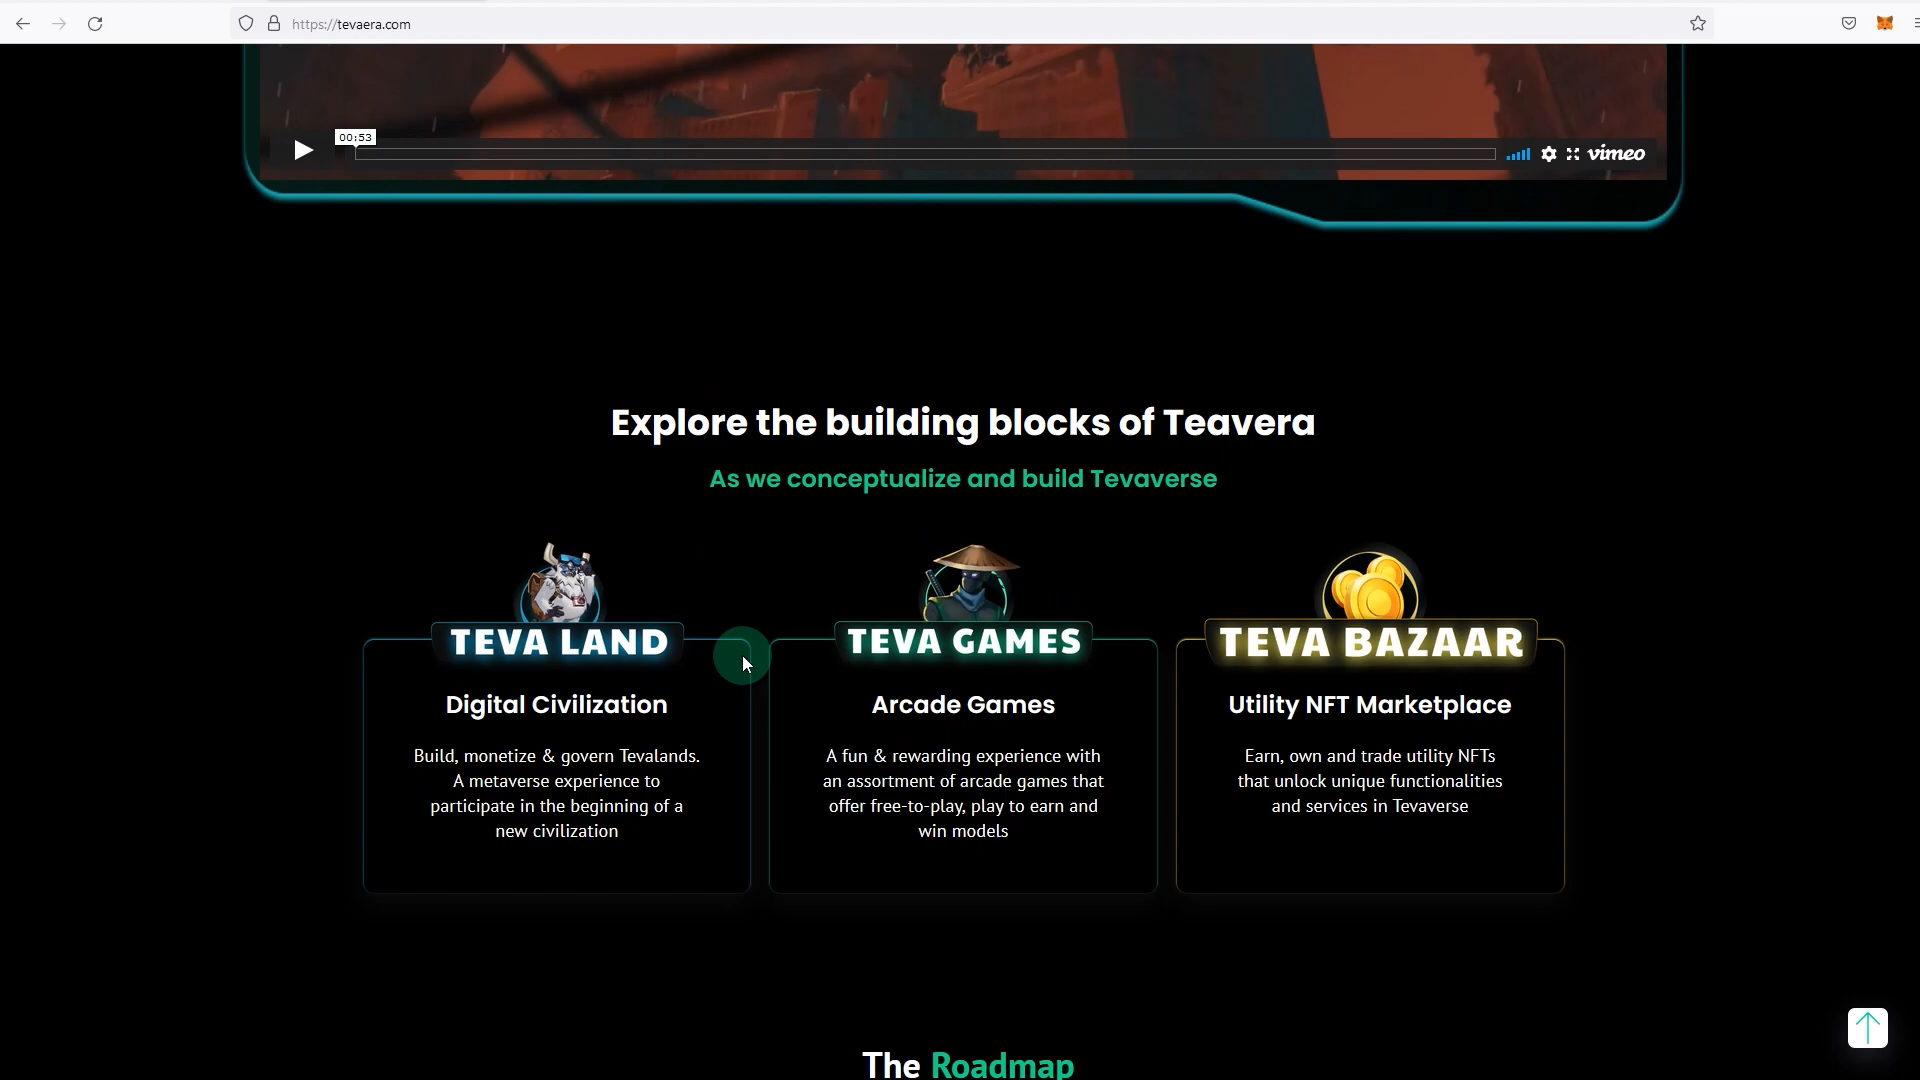 https://tevaera.com
00:53
vimeo
Explore the building blocks of Teavera
As we conceptualize and build Tevaverse
TEVA LAND
Digital Civilization
Build, monetize & govern Tevalands.
A metaverse experience to
participate in the beginning of a
new civilization
TEVA GAMES
Arcade Games
A fun & rewarding experience with
an assortment of arcade games that
offer free-to-play, play to earn and
win models
TEVA BAZAAR
Utility NFT Marketplace
Earn, own and trade utility NFTs
that unlock unique functionalities
and services in Tevaverse
The Roadmap